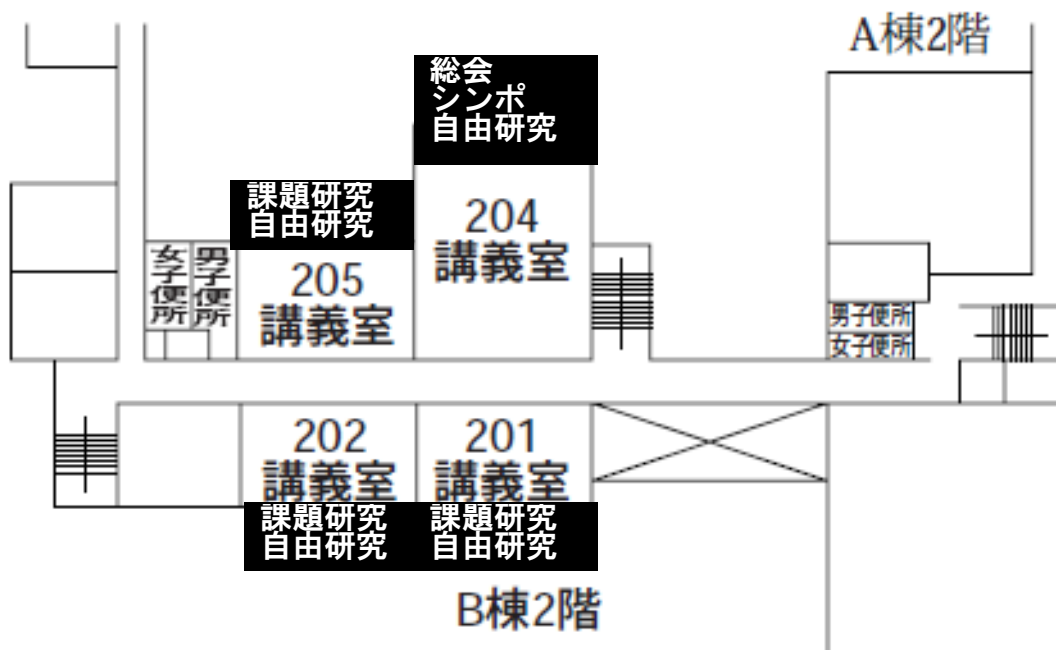 A棟2階
総会
シンポ
自由研究
課題研究
自由研究
204
講義室
女子便所
男子便所
205
講義室
男子便所
女子便所
202
講義室
201
講義室
課題研究
自由研究
課題研究
自由研究
B棟2階